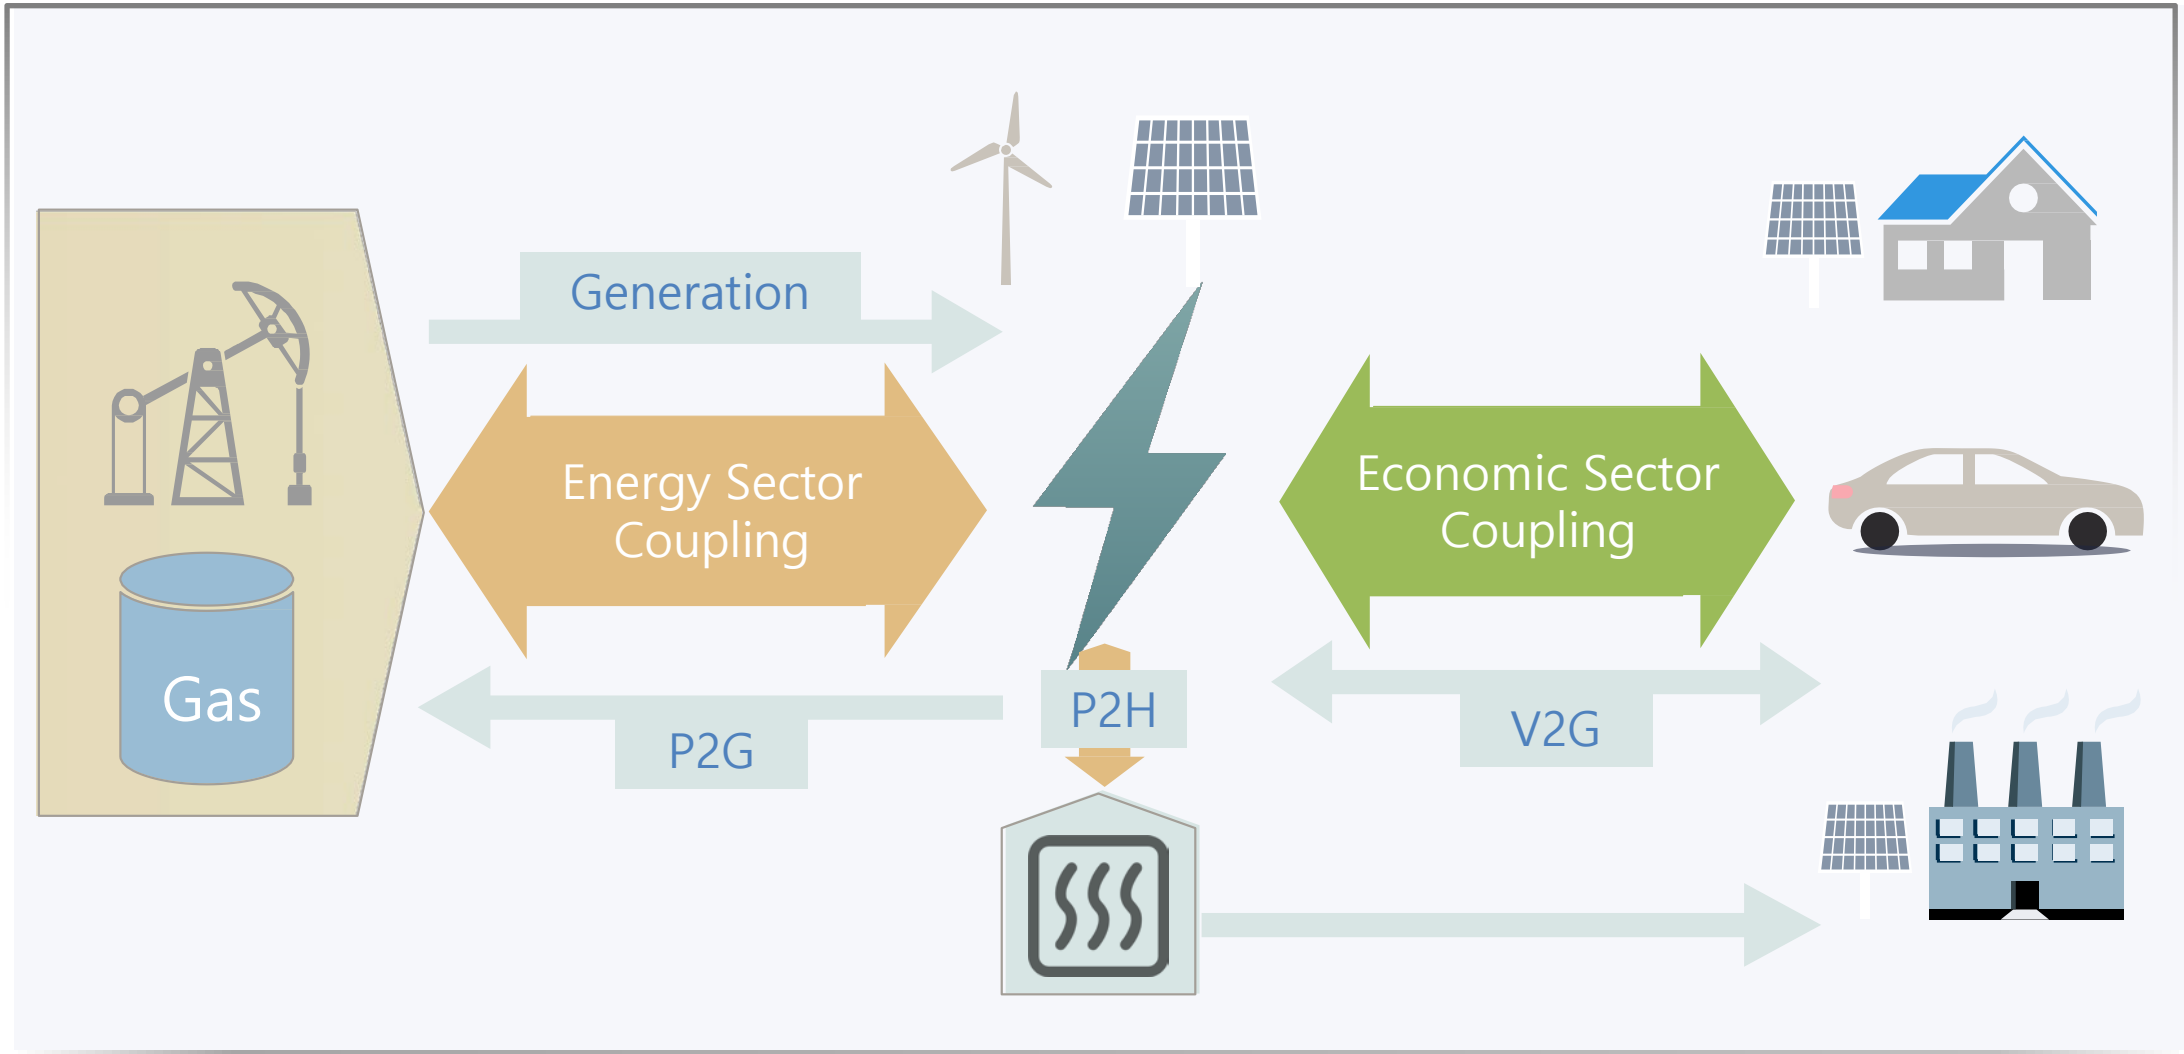 Generation
Energy Sector
Coupling
Economic Sector
Coupling
Gas
P2G
P2H
V2G